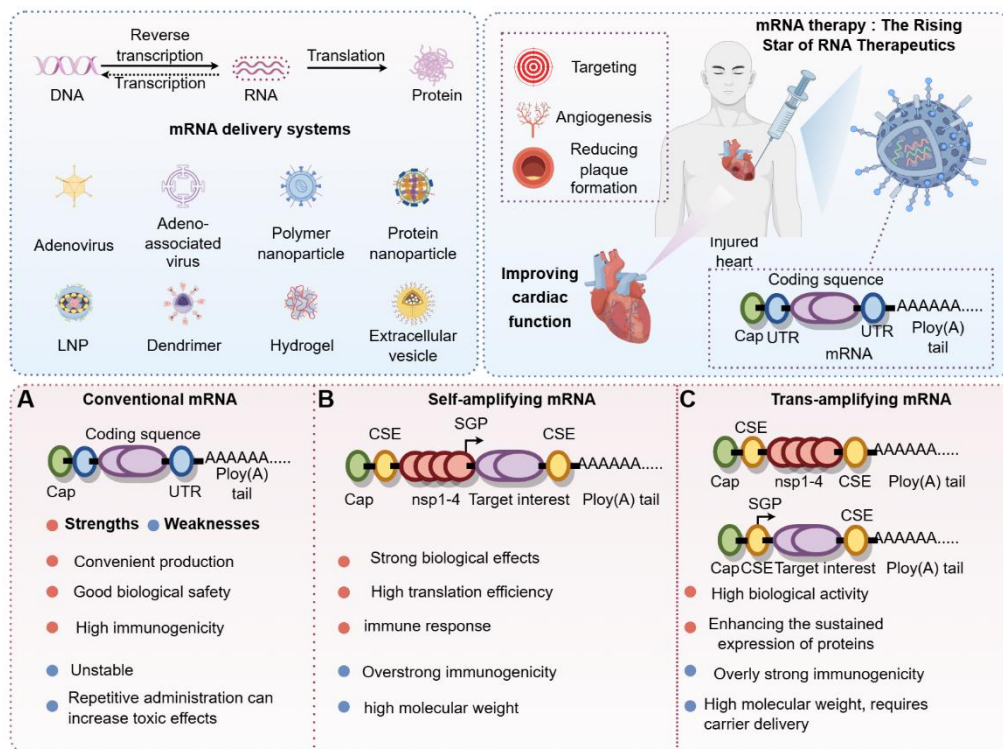 Reverse
transcription
Translation
Transcription
DNA
RNA
Protein
mRNA delivery systems
Adenovirus
Adeno-
associated
virus
Polymer
nanoparticle
Protein
nanoparticle
LNP
Dendrimer
Hydrogel
Extracellular
vesicle
mRNA therapy : The Rising
Star of RNA Therapeutics
Targeting
Angiogenesis
Reducing
plaque
formation
Injured
heart
Improving
cardiac
function
Coding squence
AAAAAA.....
Cap
UTR
UTR
Ploy(A)
tail
mRNA
A
Conventional mRNA
Coding squence
AAAAAA.....
Cap
UTR
Ploy(A)
tail
Strengths
Weaknesses
Convenient production
Good biological safety
High immunogenicity
Unstable
Repetitive administration can
increase toxic effects
B
Self-amplifying mRNA
SGP
CSE
CSE
AAAAAA.....
Cap
nsp1-4
Target interest
Ploy(A) tail
Strong biological effects
High translation efficiency
immune response
Overstrong immunogenicity
high molecular weight
C
Trans-amplifying mRNA
CSE
AAAAAA.....
Cap
nsp1-4
CSE
Ploy(A) tail
SGP
CSE
AAAAAA.....
Cap
CSE
Target interest
Ploy(A) tail
High biological activity
Enhancing the sustained
expression of proteins
Overly strong immunogenicity
High molecular weight, requires
carrier delivery